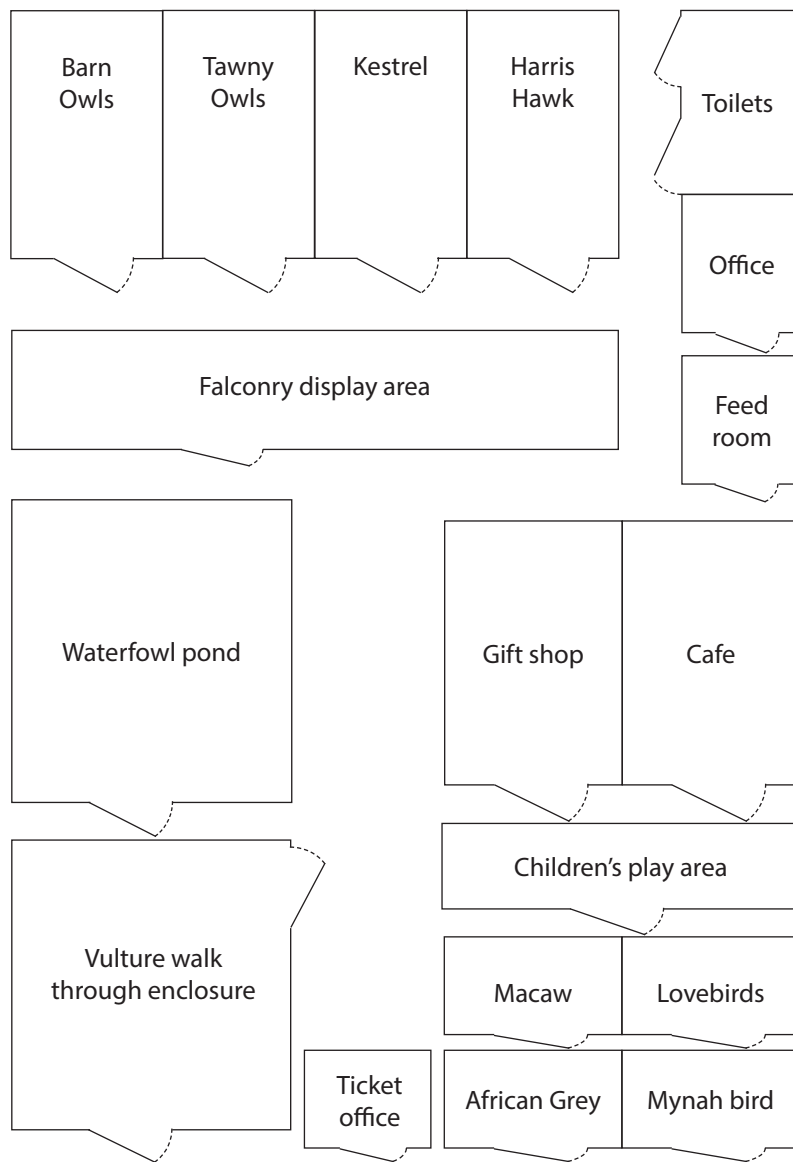 Barn
Owls
Tawny
Owls
Kestrel
Harris
Hawk
Toilets
Office
Falconry display area
Feed
room
Waterfowl pond
Gift shop
Cafe
Children’s play area
Vulture walk
through enclosure
Macaw
Lovebirds
Ticket
office
African Grey
Mynah bird